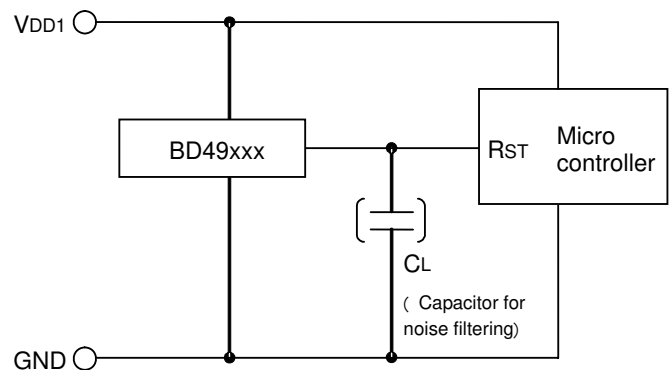 VDD1
BD49xxx
RST
Micro
controller
CL
( Capacitor for
noise filtering)
GND